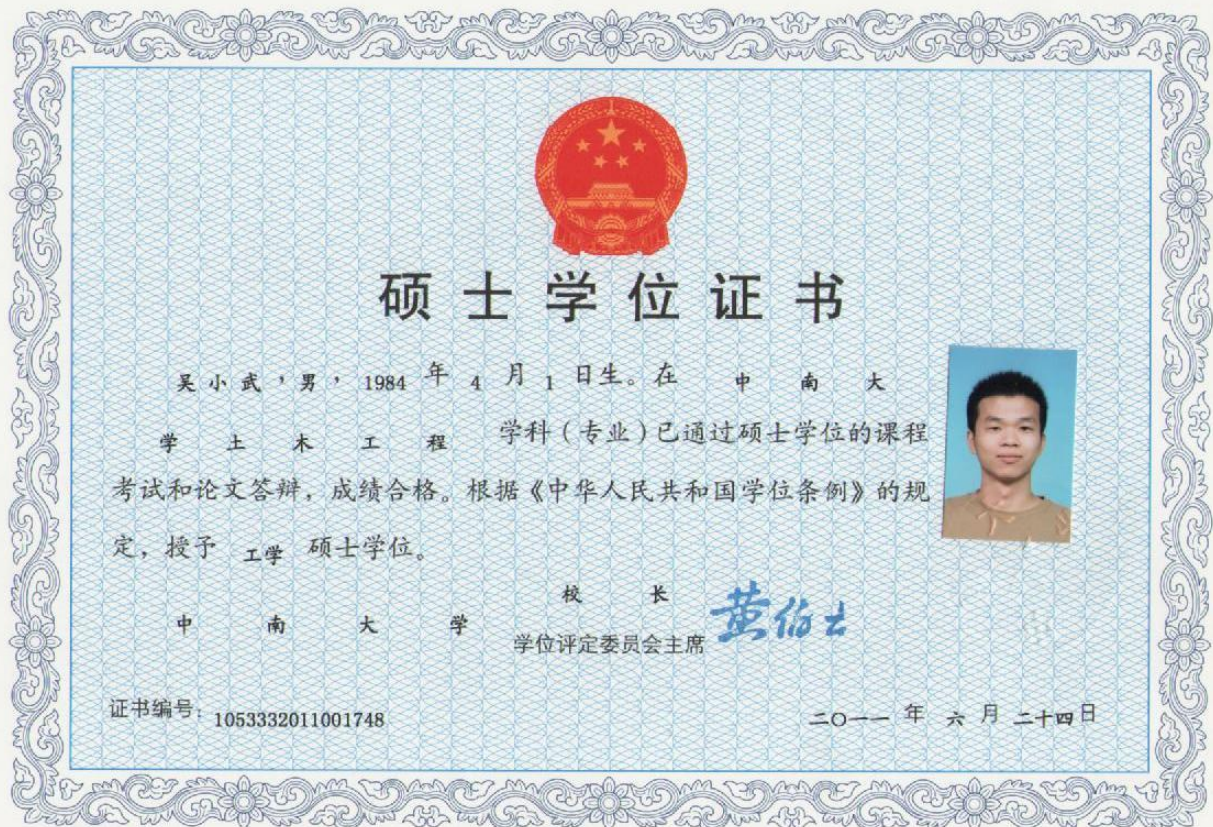 硕士学位证书
吴小武，男，1984 年 4 月 1 日生。在 中南大
学 土木工程 学科（专业）已通过硕士学位的课程
考试和论文答辩，成绩合格。根据《中华人民共和国学位条例》的规
定，授予 工学 硕士学位。
校长
中南大学
学位评定委员会主席
黄伯云
证书编号：1053332011001748
二〇一一 年 六 月 二十四日